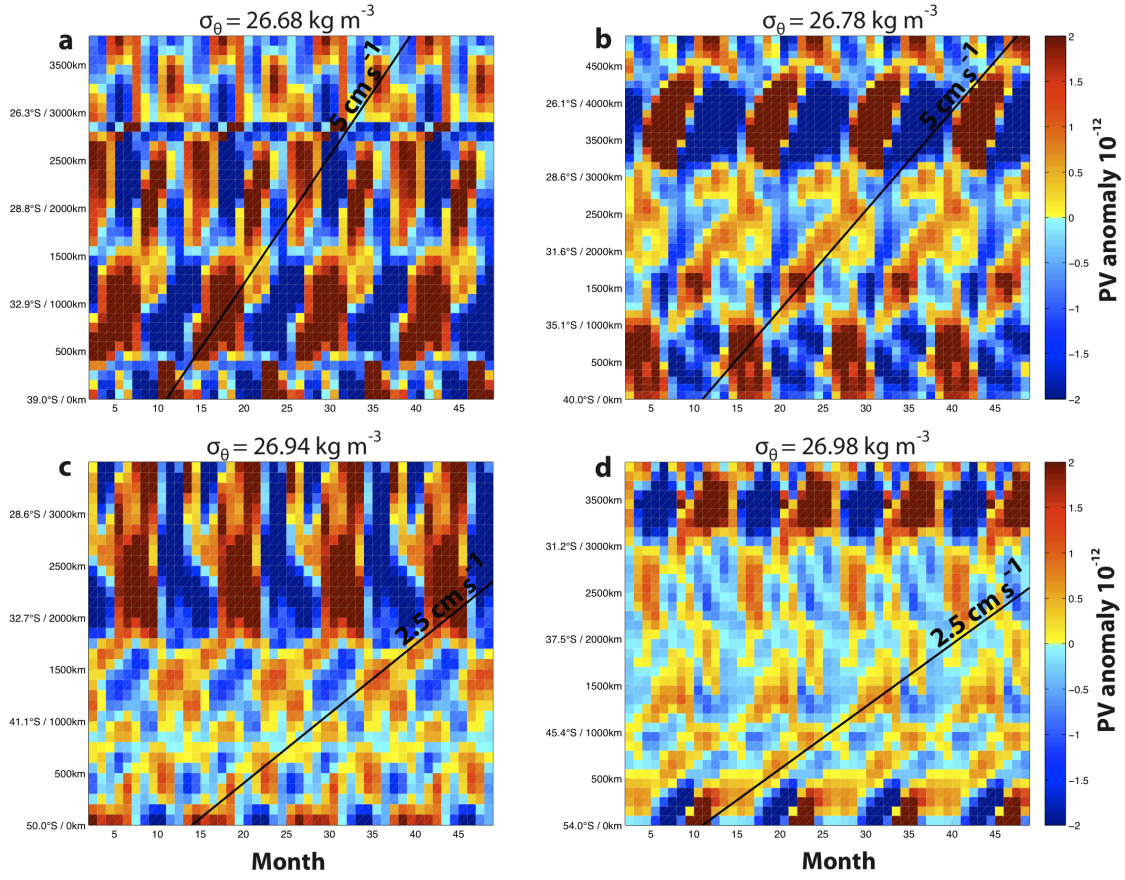 σθ = 26.68 kg m-3
a
3500km
26.3°S / 3000km
2500km
28.8°S / 2000km
1500km
32.9°S / 1000km
500km
39.0°S / 0km
5 10 15 20 25 30 35 40 45
5 cm s-1
σθ = 26.78 kg m-3
b
4500km
26.1°S / 4000km
3500km
28.6°S / 3000km
2500km
31.6°S / 2000km
1500km
35.1°S / 1000km
500km
40.0°S / 0km
5 10 15 20 25 30 35 40 45
5 cm s-1
2
1.5
1
0.5
0
−0.5
−1
−1.5
−2
PV anomaly 10-12
σθ = 26.94 kg m-3
c
28.6°S / 3000km
2500km
32.7°S / 2000km
1500km
41.1°S / 1000km
500km
50.0°S / 0km
5 10 15 20 25 30 35 40 45
2.5 cm s-1
Month
σθ = 26.98 kg m-3
d
3500km
31.2°S / 3000km
2500km
37.5°S / 2000km
1500km
45.4°S / 1000km
500km
54.0°S / 0km
5 10 15 20 25 30 35 40 45
2.5 cm s-1
Month
2
1.5
1
0.5
0
−0.5
−1
−1.5
−2
PV anomaly 10-12